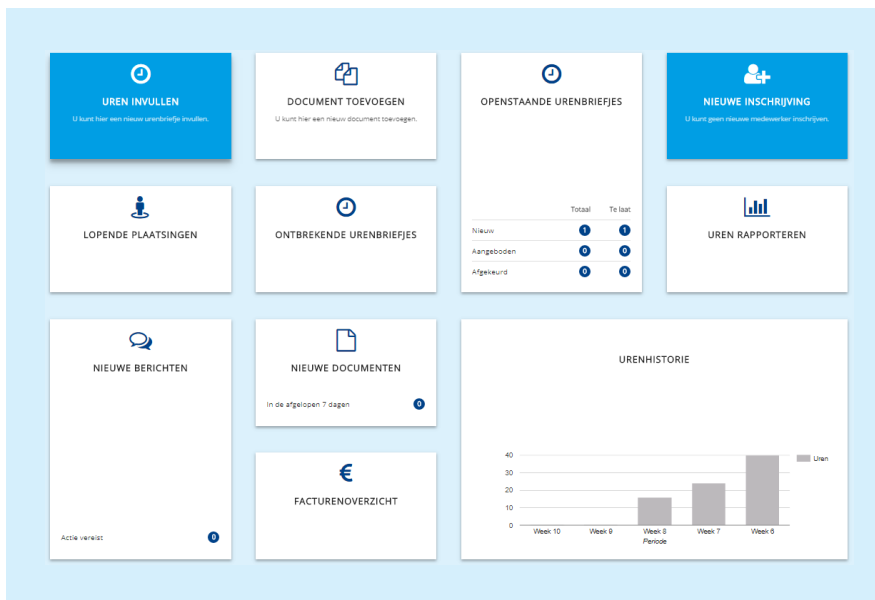 UREN INVULLEN
U kunt hier een nieuw urenbriefje invullen.
DOCUMENT TOEVOEGEN
U kunt hier een nieuw document toevoegen.
OPENSTAANDE URENBRIEFJES
Totaal Te laat
Nieuw 1 1
Aangeboden 0 0
Afgekeurd 0 0
NIEUWE INSCHRIJVING
U kunt geen nieuwe medewerker inschrijven.
LOPENDE PLAATSINGEN
ONTBREKENDE URENBRIEFJES
UREN RAPPORTEREN
NIEUWE BERICHTEN
Actie vereist 0
NIEUWE DOCUMENTEN
In de afgelopen 7 dagen 0
€
FACTURENOVERZICHT
URENHISTORIE
40
30
20
10
0
Week 10 Week 9 Week 8 Week 7 Week 6
Periode
Uren